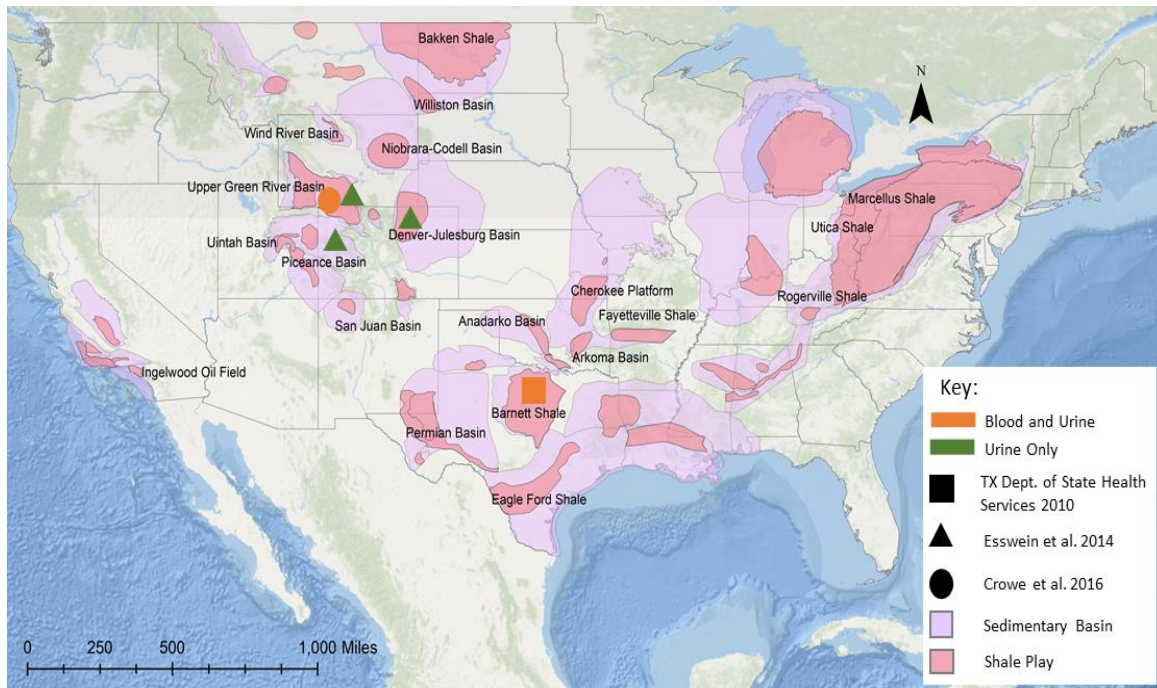 Bakken Shale
N
Williston Basin
Wind River Basin
Niobrara-Codell Basin
Upper Green River Basin
Marcellus Shale
Utica Shale
Denver-Julesburg Basin
Uintah Basin
Piceance Basin
Cherokee Platform
Rogerville Shale
Fayetteville Shale
Anadarko Basin
San Juan Basin
Arkoma Basin
Ingelwood Oil Field
Barnett Shale
Permian Basin
Eagle Ford Shale
Key:
Blood and Urine
Urine Only
TX Dept. of State Health
Services 2010
Esswein et al. 2014
Crowe et al. 2016
Sedimentary Basin
Shale Play
0 250 500 1,000 Miles